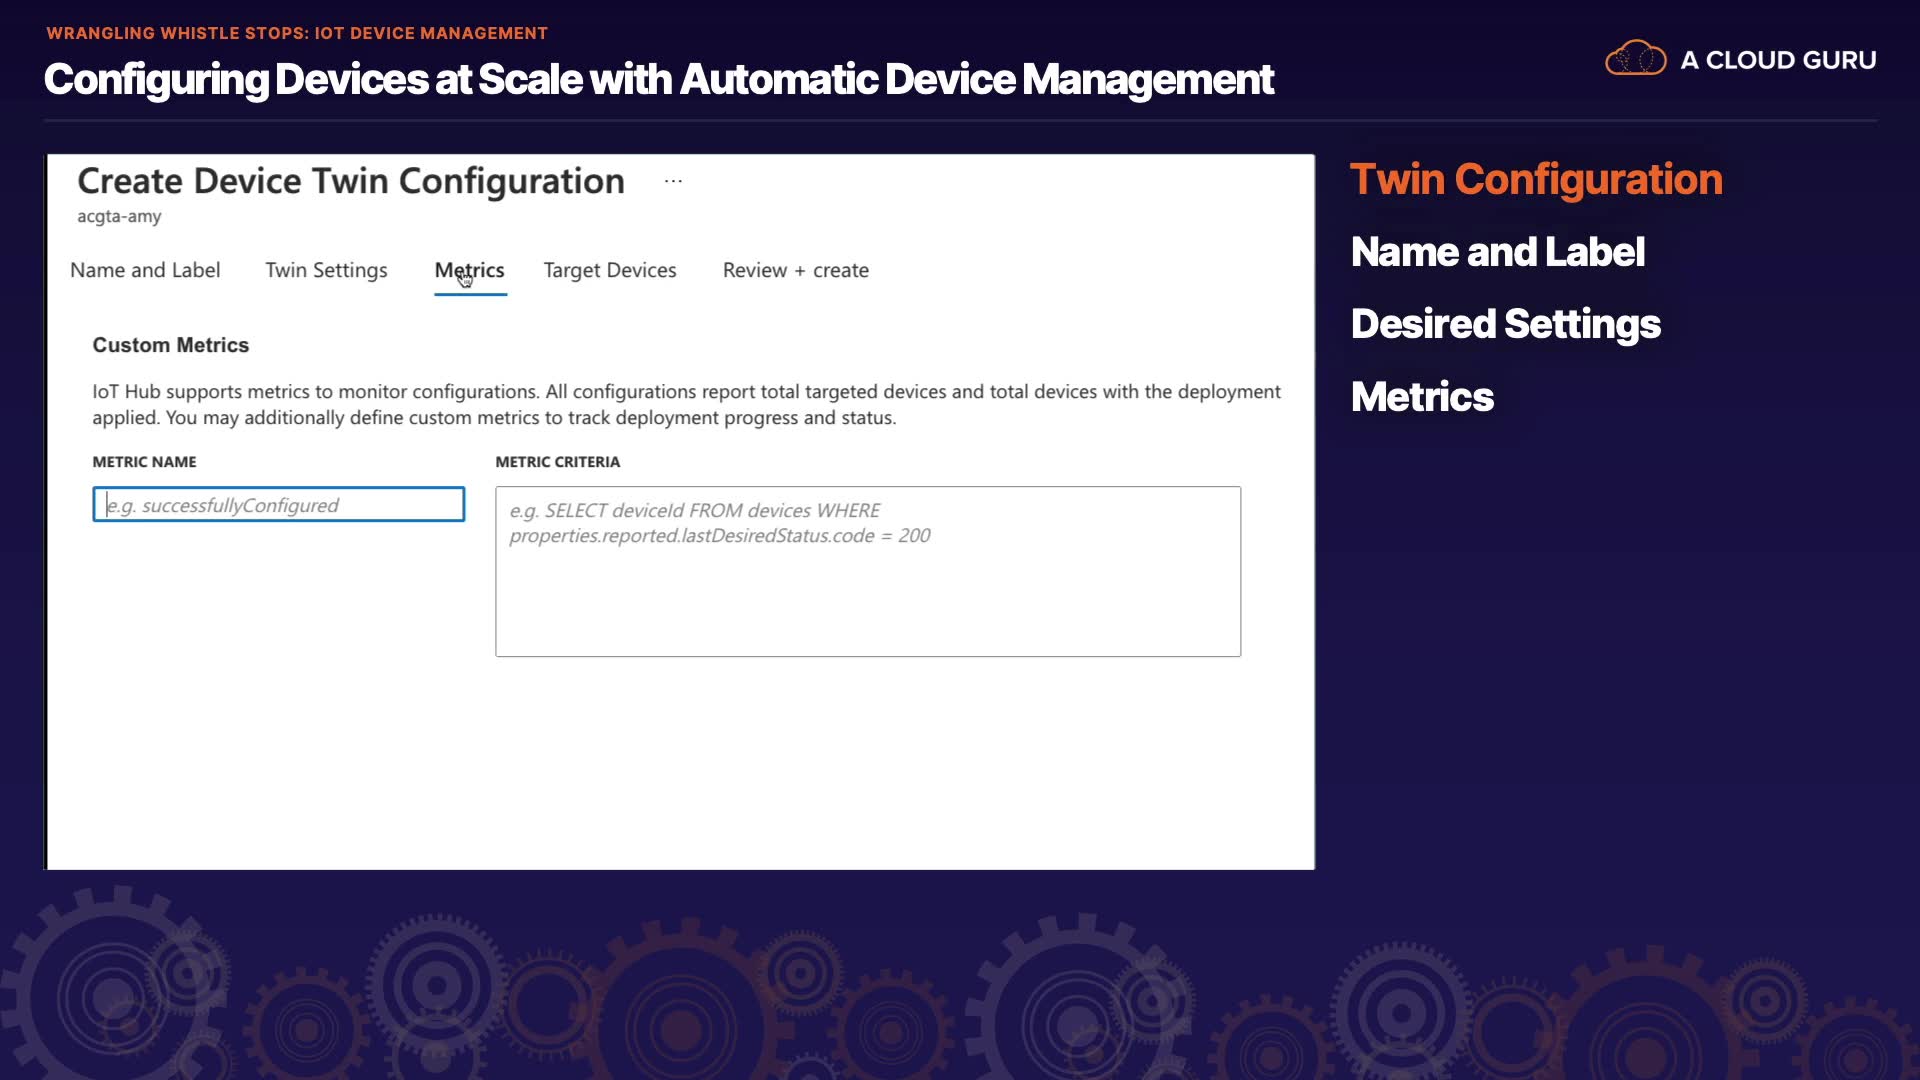 WRANGLING WHISTLE STOPS: IOT DEVICE MANAGEMENT
Configuring Devices at Scale with Automatic Device Management
A CLOUD GURU
Create Device Twin Configuration ...
acgta-amy
Name and Label Twin Settings Metrics Target Devices Review + create
Custom Metrics
IoT Hub supports metrics to monitor configurations. All configurations report total targeted devices and total devices with the deployment
applied. You may additionally define custom metrics to track deployment progress and status.
METRIC NAME METRIC CRITERIA
e.g. successfullyConfigured
e.g. SELECT deviceId FROM devices WHERE
properties.reported.lastDesiredStatus.code = 200
Twin Configuration
Name and Label
Desired Settings
Metrics